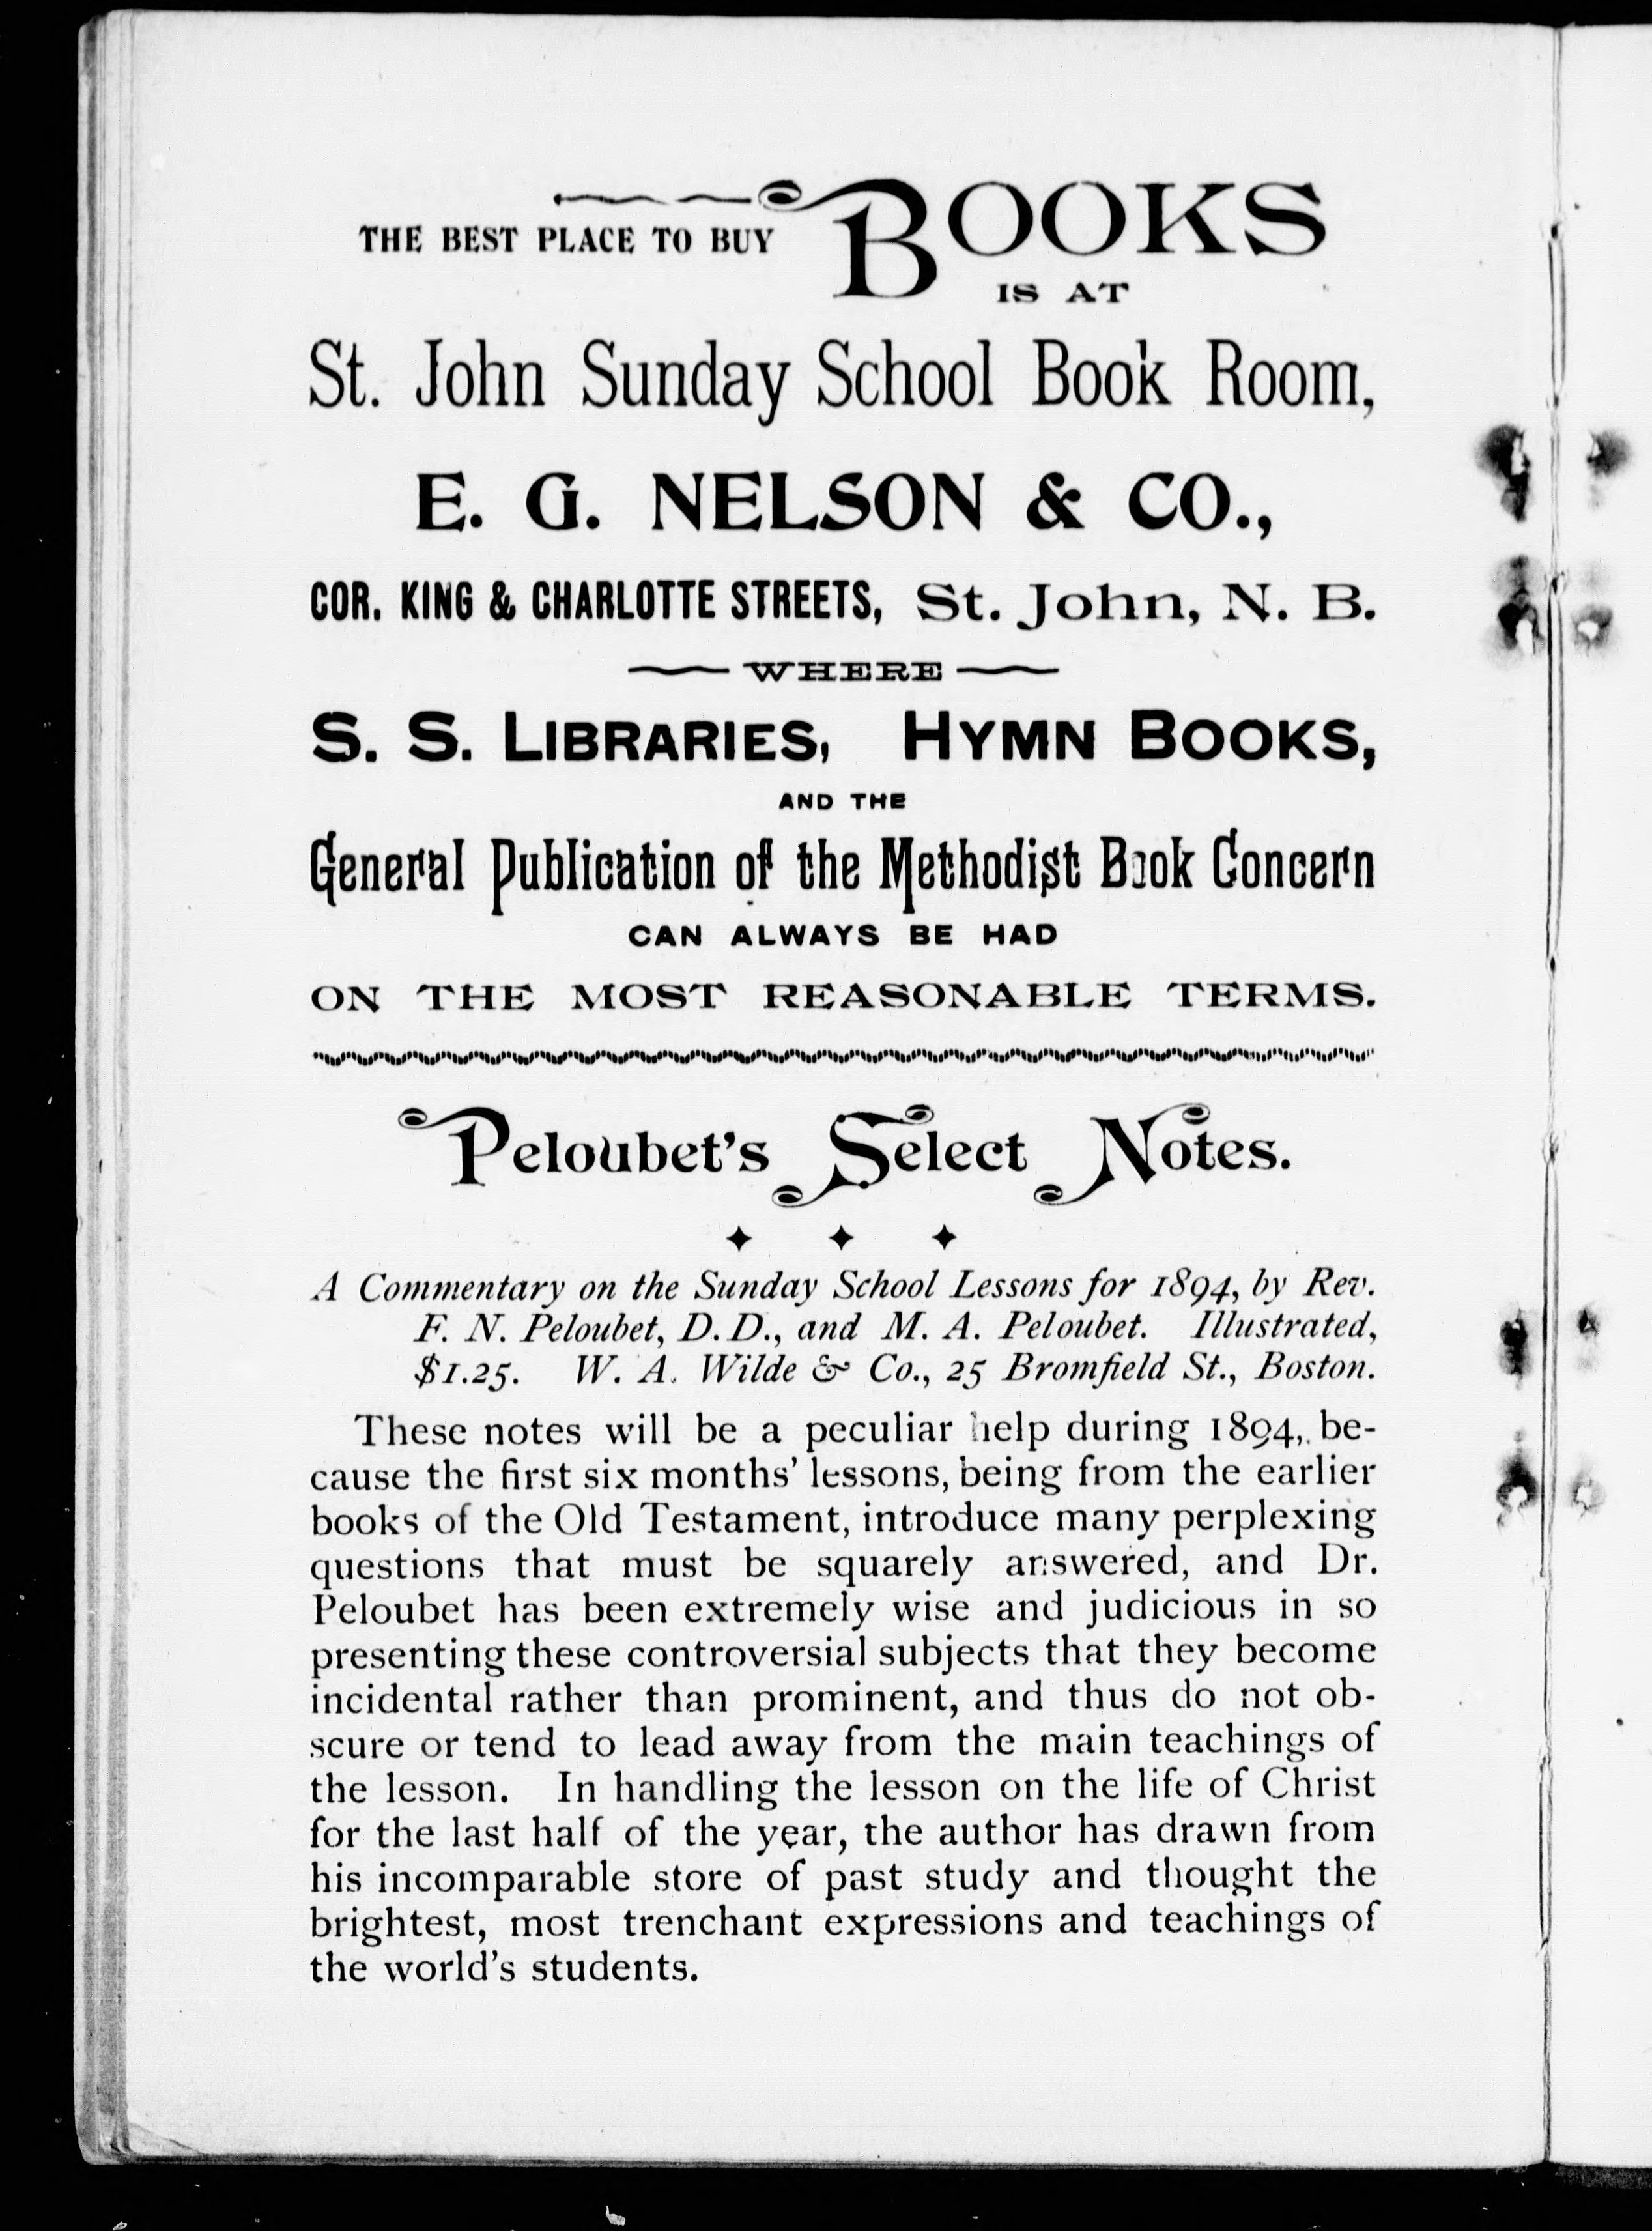 THE BEST PLACE TO BUY BOOKS
IS AT
St. John Sunday School Book Room,
E. G. NELSON & CO.,
COR. KING & CHARLOTTE STREETS, St. John, N. B.
WHERE
S. S. LIBRARIES, HYMN BOOKS,
AND THE
General Publication of the Methodist Book Concern
CAN ALWAYS BE HAD
ON THE MOST REASONABLE TERMS.
Peloubet's Select Notes.
A Commentary on the Sunday School Lessons for 1894, by Rev.
F. N. Peloubet, D. D., and M. A. Peloubet. Illustrated,
$1.25. W. A. Wilde & Co., 25 Bromfield St., Boston.
These notes will be a peculiar help during 1894, be-
cause the first six months' lessons, being from the earlier
books of the Old Testament, introduce many perplexing
questions that must be squarely answered, and Dr.
Peloubet has been extremely wise and judicious in so
presenting these controversial subjects that they become
incidental rather than prominent, and thus do not ob-
scure or tend to lead away from the main teachings of
the lesson. In handling the lesson on the life of Christ
for the last half of the year, the author has drawn from
his incomparable store of past study and thought the
brightest, most trenchant expressions and teachings of
the world's students.